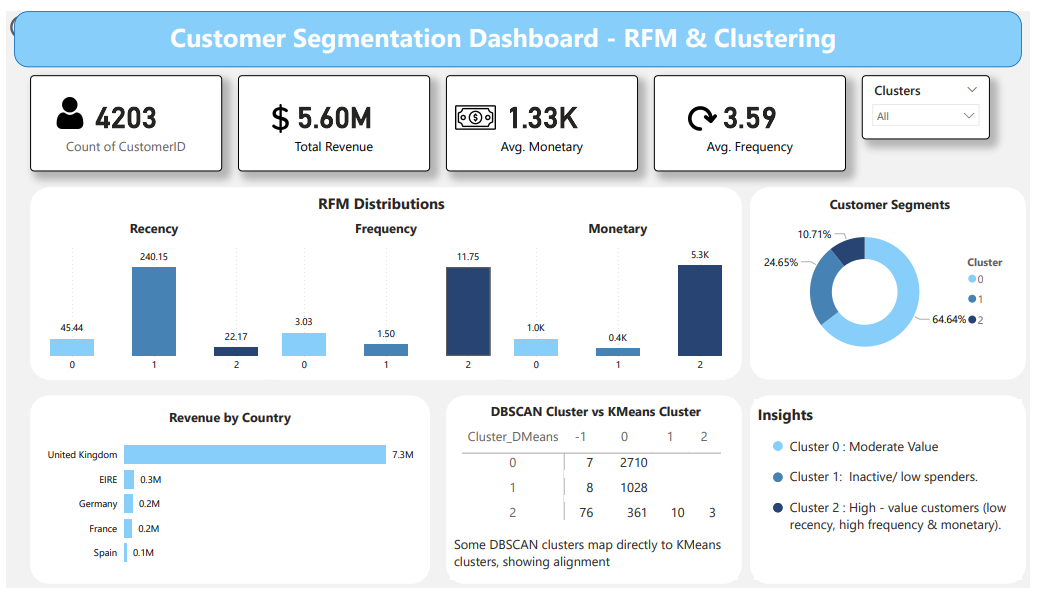 Customer Segmentation Dashboard - RFM & Clustering
4203
Count of CustomerID
$ 5.60M
Total Revenue
$
1.33K
Avg. Monetary
3.59
Avg. Frequency
Clusters
All
RFM Distributions
Recency
45.44
240.15
22.17
0
1
2
Frequency
3.03
1.50
11.75
0
1
2
Monetary
1.0K
0.4K
5.3K
0
1
2
Customer Segments
10.71%
24.65%
64.64%
Cluster
0
1
2
Revenue by Country
United Kingdom 7.3M
EIRE 0.3M
Germany 0.2M
France 0.2M
Spain 0.1M
DBSCAN Cluster vs KMeans Cluster
Cluster_DMeans -1 0 1 2
0 7 2710
1 8 1028
2 76 361 10 3
Some DBSCAN clusters map directly to KMeans
clusters, showing alignment
Insights
Cluster 0 : Moderate Value
Cluster 1: Inactive/ low spenders.
Cluster 2 : High - value customers (low
recency, high frequency & monetary).